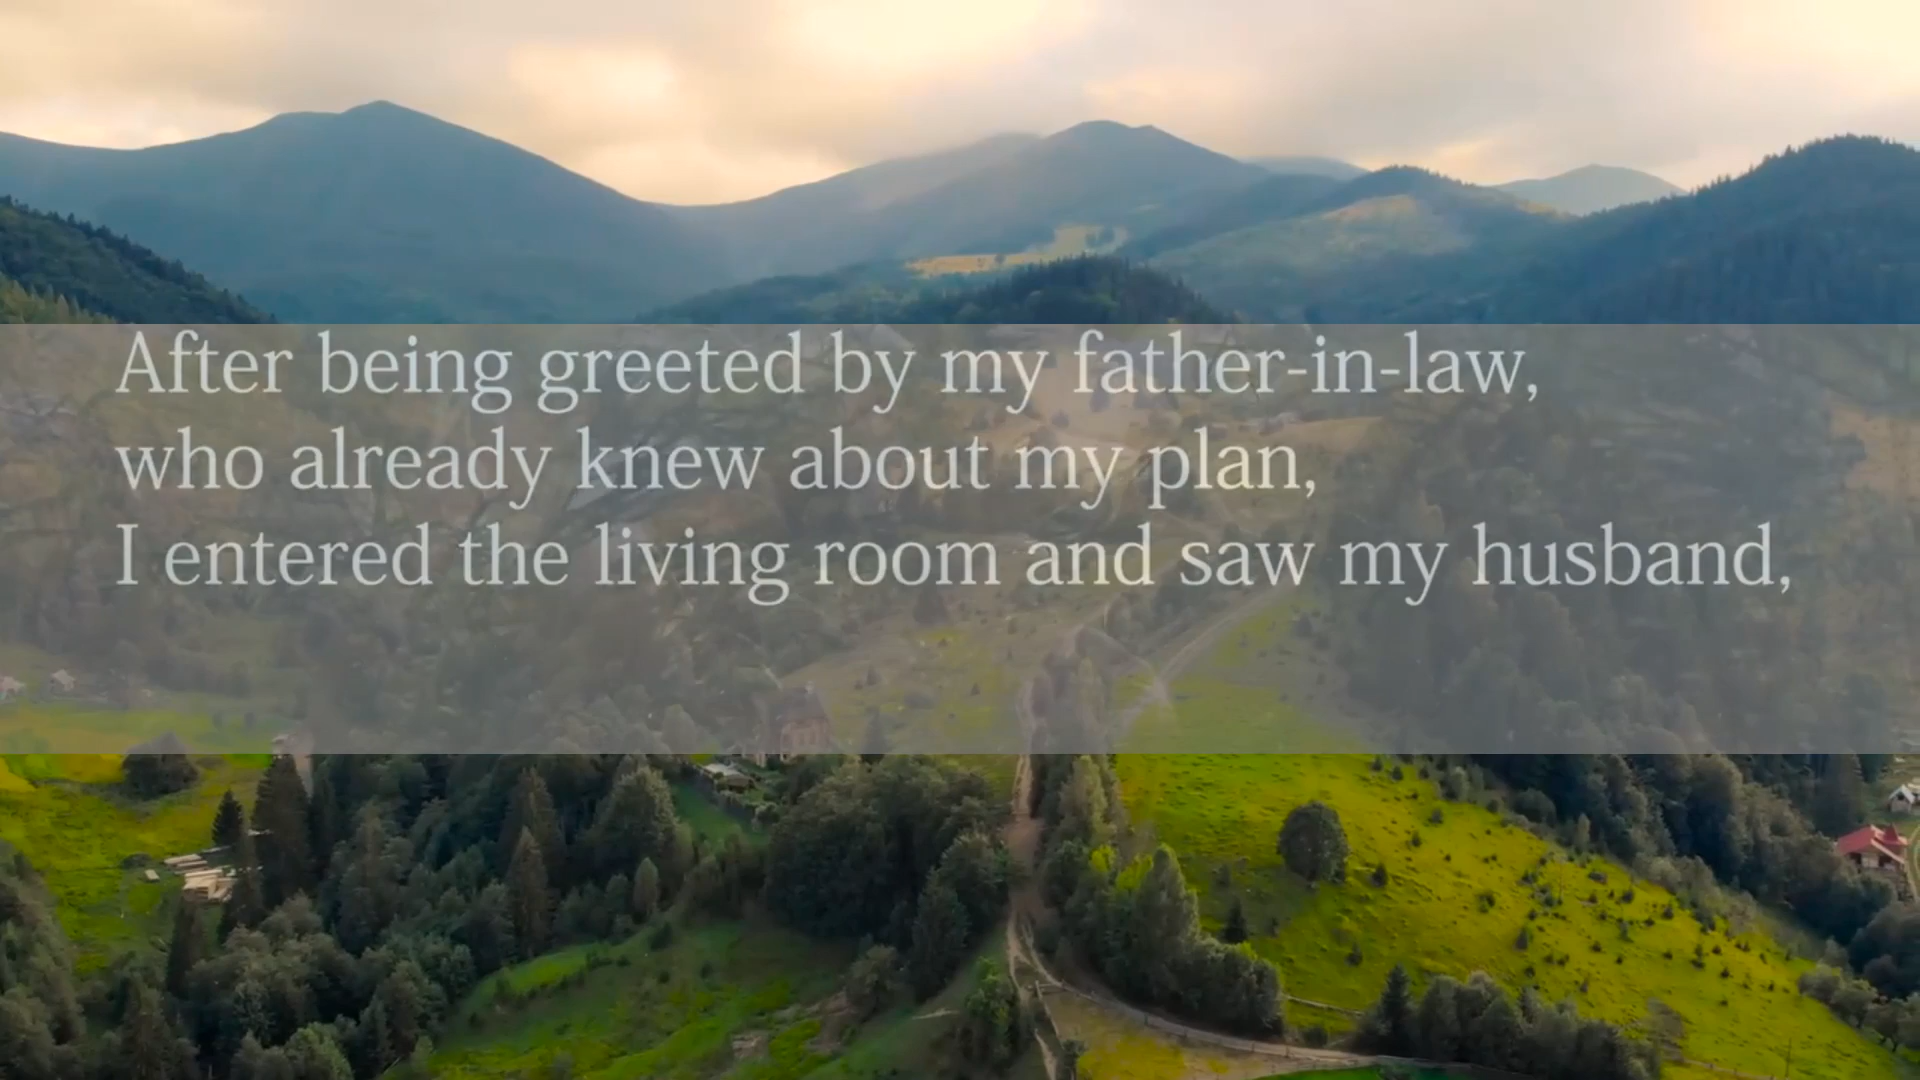 After being greeted by my father-in-law,
who already knew about my plan,
I entered the living room and saw my husband,